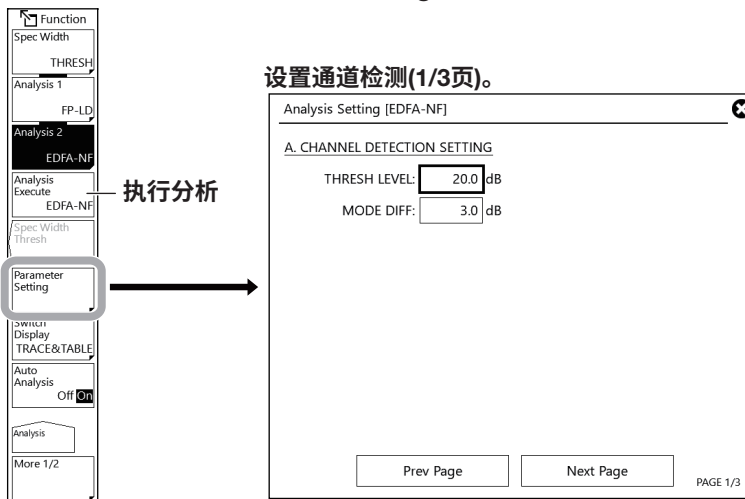 Function
Spec Width
THRESH
Analysis 1
FP-LD
Analysis 2
EDFA-NF
Analysis
Execute
EDFA-NF
执行分析
Spec Width
Thresh
Parameter
Setting
Switch
Display
TRACE&TABLE
Auto
Analysis
Off On
Analysis
More 1/2
设置通道检测(1/3页)。
Analysis Setting [EDFA-NF]
A. CHANNEL DETECTION SETTING
THRESH LEVEL: 20.0 dB
MODE DIFF: 3.0 dB
Prev Page Next Page
PAGE 1/3